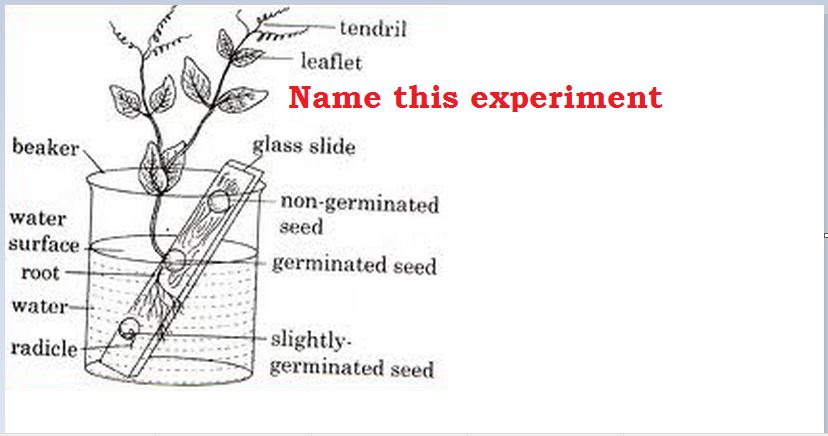 tendril
leaflet
Name this experiment
beaker
glass slide
non-germinated
seed
water
surface
germinated seed
root
water
radicle
slightly-
germinated seed